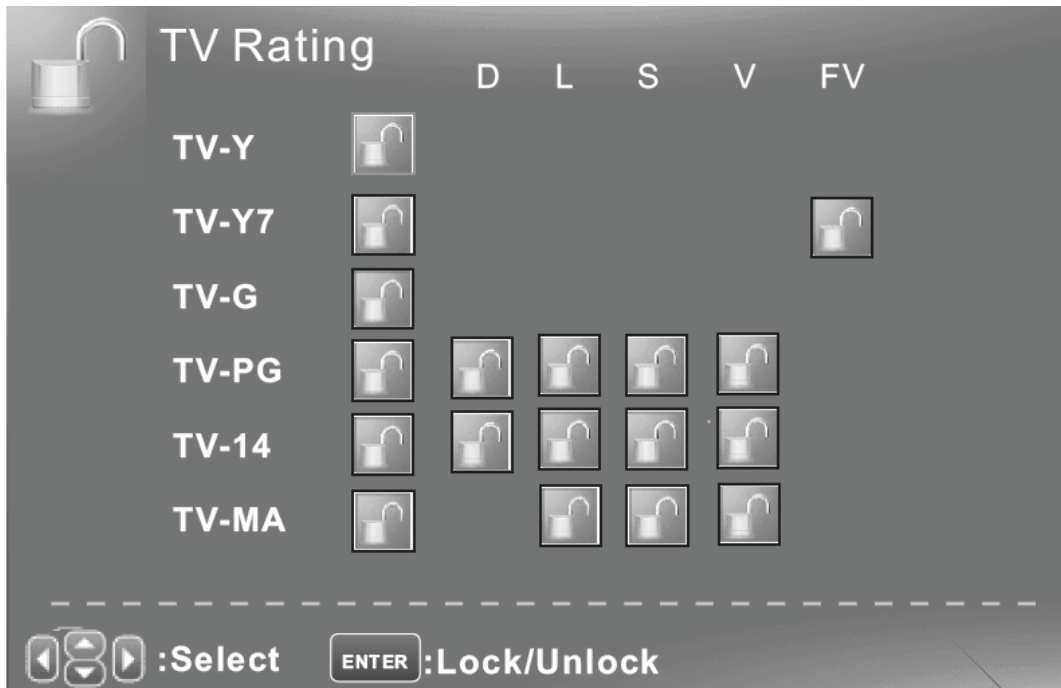 TV Rating
D L S V FV
TV-Y
TV-Y7
TV-G
TV-PG
TV-14
TV-MA
:Select ENTER :Lock/Unlock